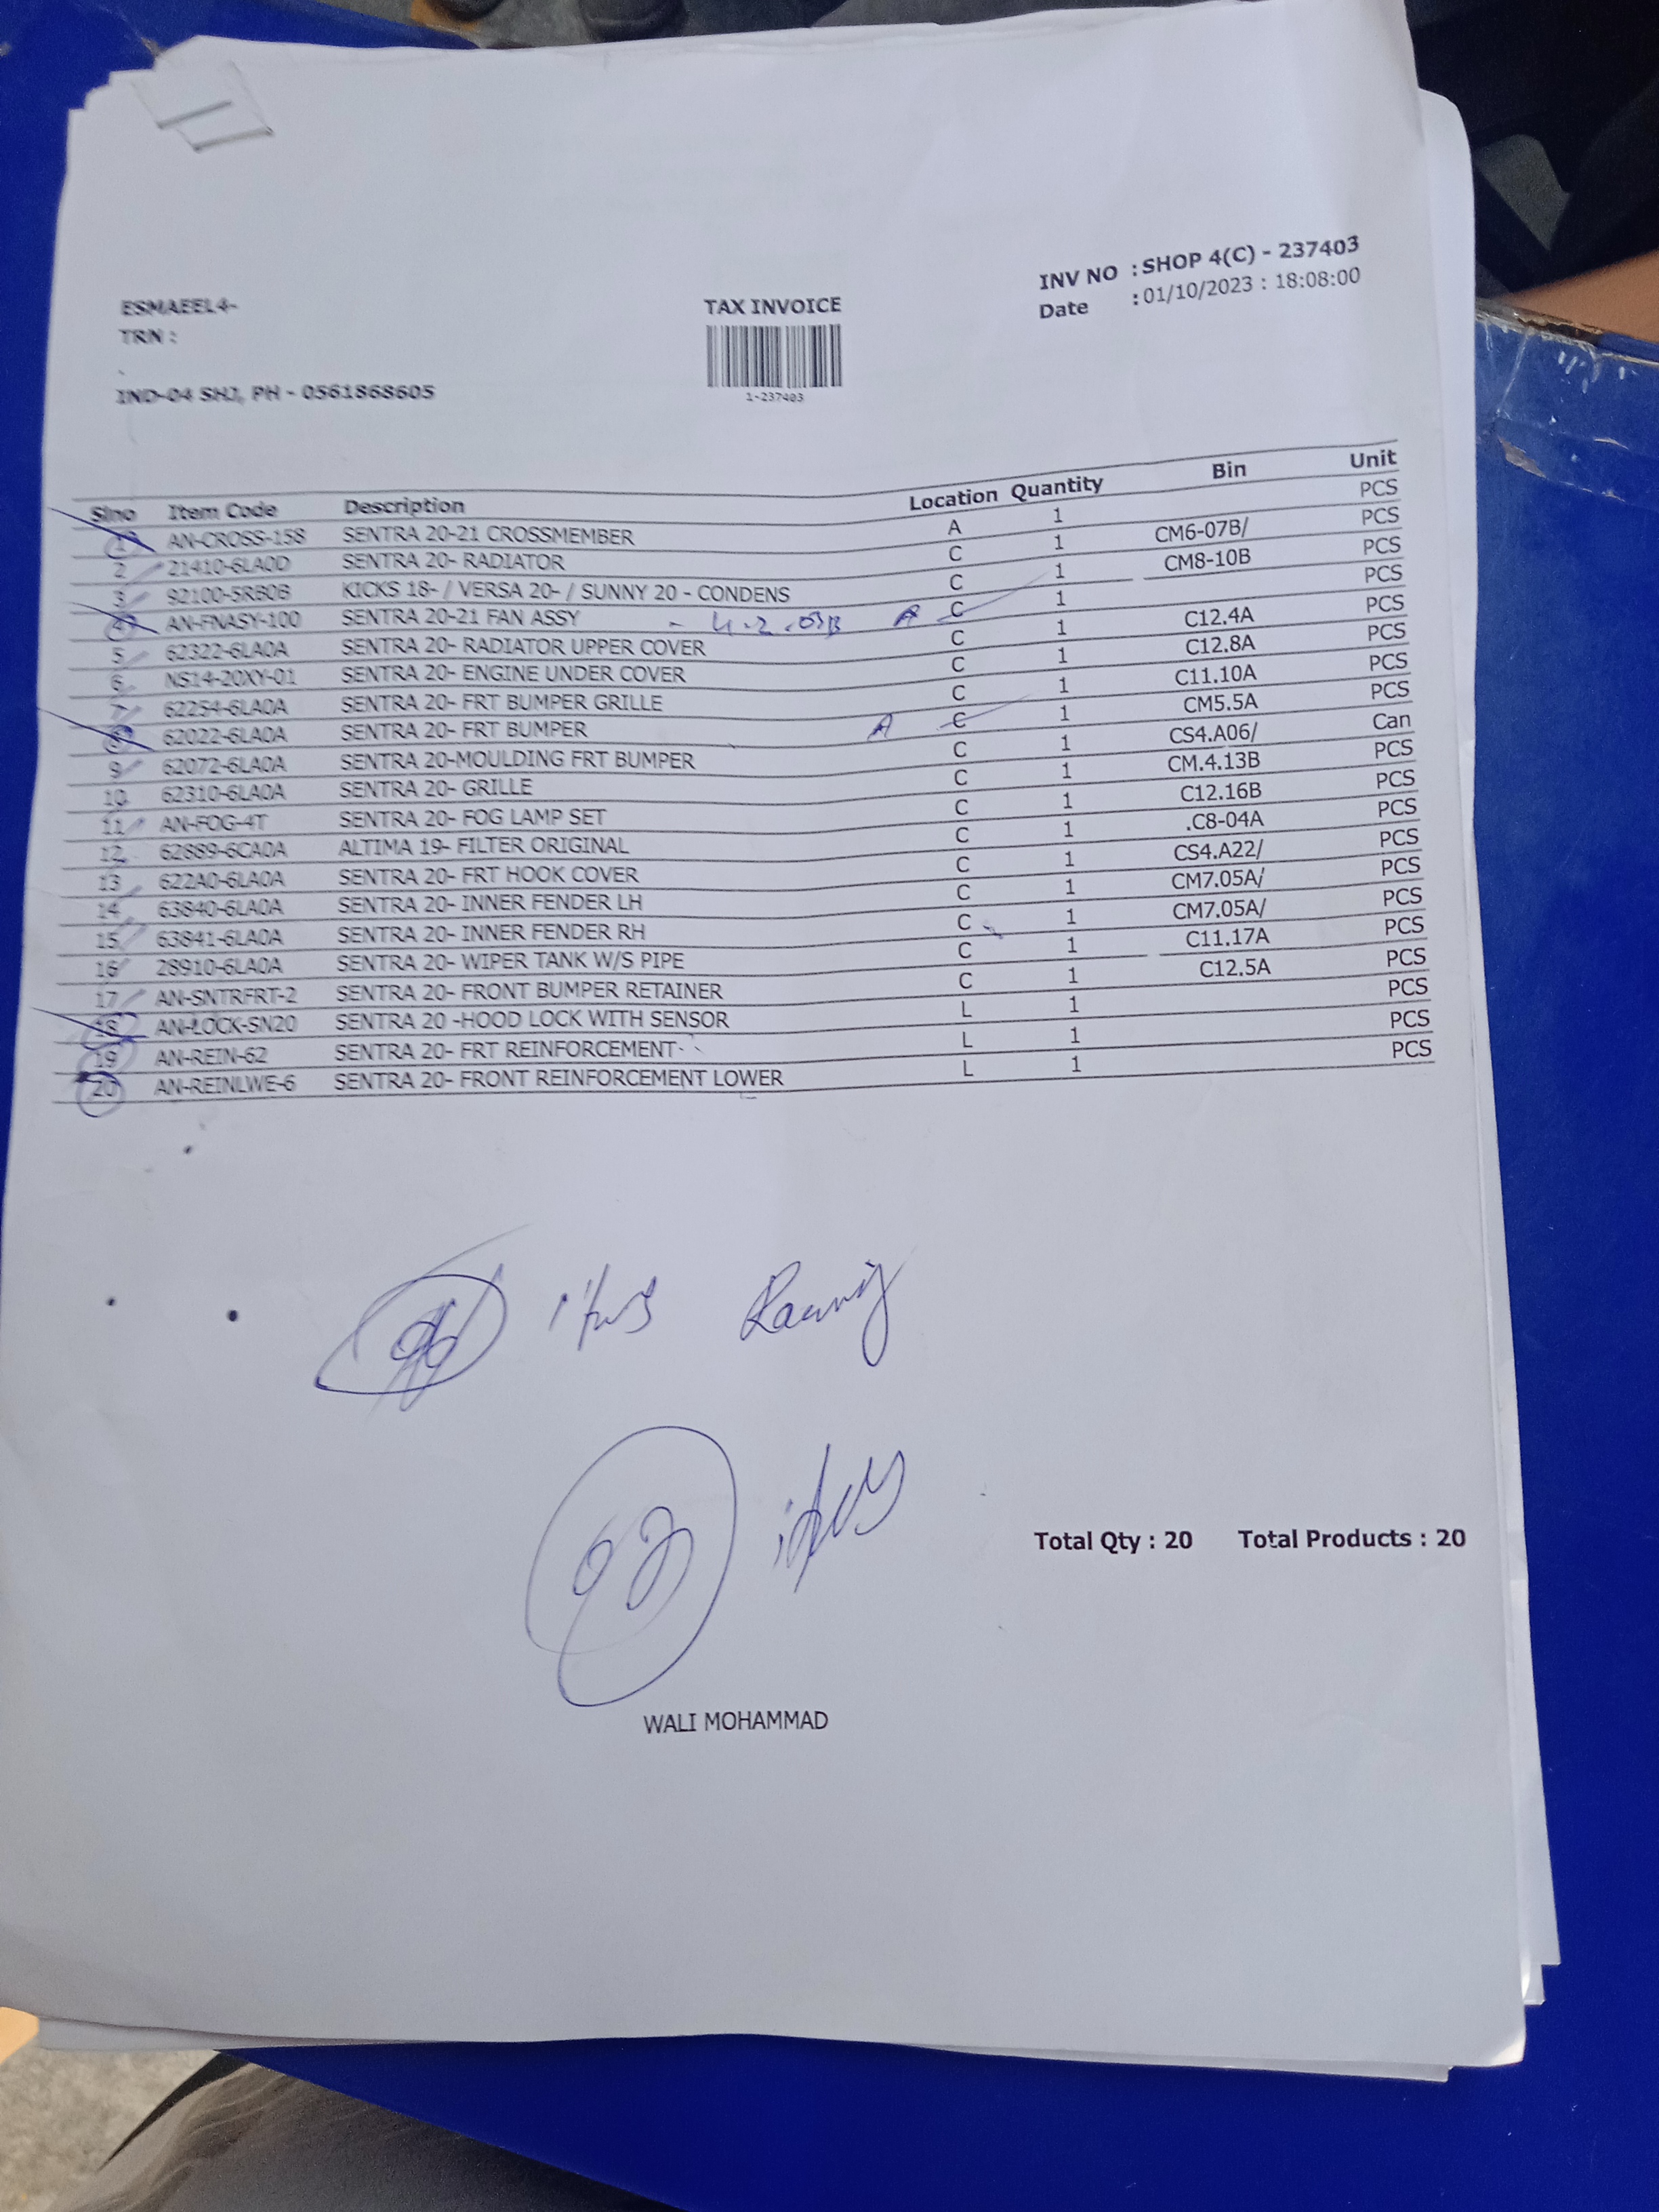 ESMAEEL4-
TRN :
IND-04 SHJ, PH - 0561868605
TAX INVOICE
1-237403
INV NO : SHOP 4(C) - 237403
Date : 01/10/2023 : 18:08:00
Slno Item Code Description Location Quantity Bin Unit
1 AN-CROSS-158 SENTRA 20-21 CROSSMEMBER A 1 PCS
2 21410-6LA0D SENTRA 20- RADIATOR C 1 CM6-07B/ PCS
3 92100-5RB0B KICKS 18- / VERSA 20- / SUNNY 20 - CONDENS C 1 CM8-10B PCS
4 AN-FNASY-100 SENTRA 20-21 FAN ASSY - 4-2.03B A C 1 PCS
5 62322-6LA0A SENTRA 20- RADIATOR UPPER COVER C 1 C12.4A PCS
6 NS14-20XY-01 SENTRA 20- ENGINE UNDER COVER C 1 C12.8A PCS
7 62254-6LA0A SENTRA 20- FRT BUMPER GRILLE C 1 C11.10A PCS
8 62022-6LA0A SENTRA 20- FRT BUMPER A C 1 CM5.5A PCS
9 62072-6LA0A SENTRA 20-MOULDING FRT BUMPER C 1 CS4.A06/ Can
10 62310-6LA0A SENTRA 20- GRILLE C 1 CM.4.13B PCS
11 AN-FOG-4T SENTRA 20- FOG LAMP SET C 1 C12.16B PCS
12 62889-6CA0A ALTIMA 19- FILTER ORIGINAL C 1 .C8-04A PCS
13 622A0-6LA0A SENTRA 20- FRT HOOK COVER C 1 CS4.A22/ PCS
14 63840-6LA0A SENTRA 20- INNER FENDER LH C 1 CM7.05A/ PCS
15 63841-6LA0A SENTRA 20- INNER FENDER RH C 1 CM7.05A/ PCS
16 28910-6LA0A SENTRA 20- WIPER TANK W/S PIPE C 1 C11.17A PCS
17 AN-SNTRFRT-2 SENTRA 20- FRONT BUMPER RETAINER C 1 C12.5A PCS
18 AN-LOCK-SN20 SENTRA 20 -HOOD LOCK WITH SENSOR L 1 PCS
19 AN-REIN-62 SENTRA 20- FRT REINFORCEMENT L 1 PCS
20 AN-REINLWE-6 SENTRA 20- FRONT REINFORCEMENT LOWER L 1 PCS
Total Qty : 20 Total Products : 20
WALI MOHAMMAD